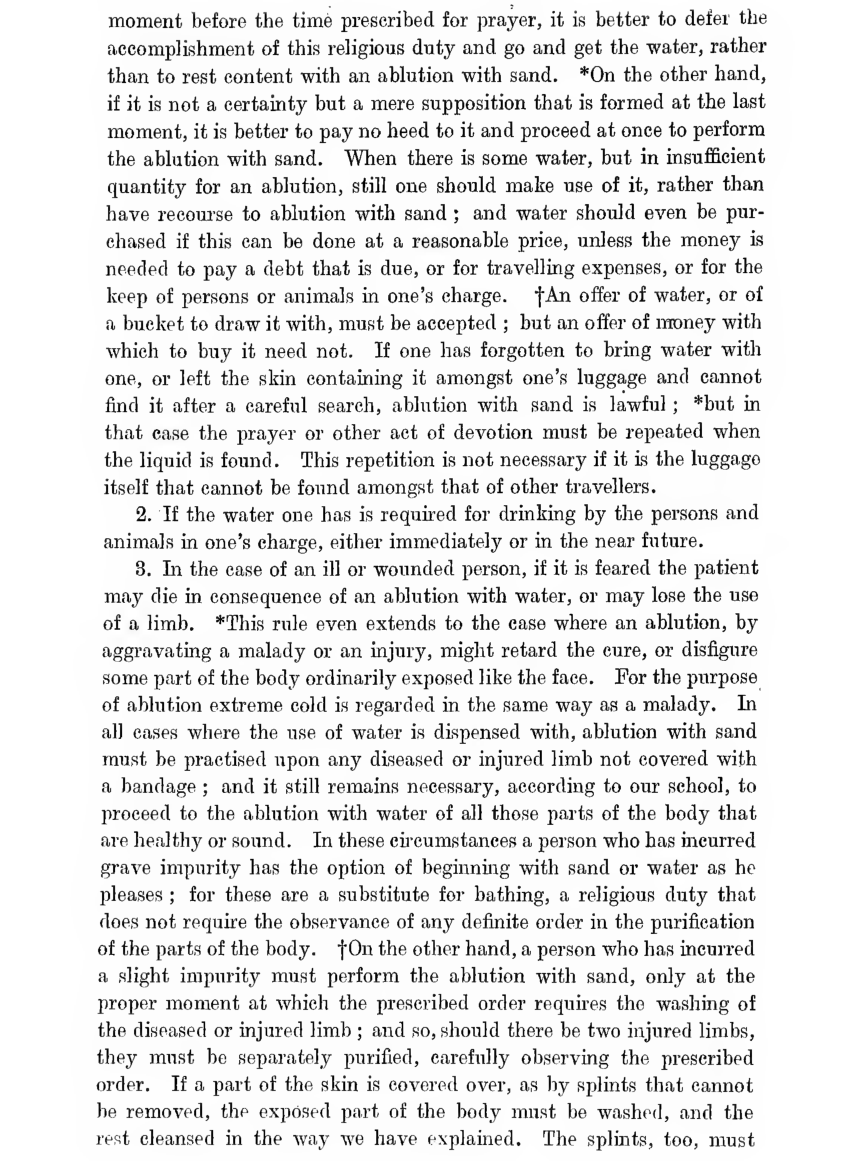 moment before the time prescribed for prayer, it is better to defer the
accomplishment of this religious duty and go and get the water, rather
than to rest content with an ablution with sand. *On the other hand,
if it is not a certainty but a mere supposition that is formed at the last
moment, it is better to pay no heed to it and proceed at once to perform
the ablution with sand. When there is some water, but in insufficient
quantity for an ablution, still one should make use of it, rather than
have recourse to ablution with sand ; and water should even be pur-
chased if this can be done at a reasonable price, unless the money is
needed to pay a debt that is due, or for travelling expenses, or for the
keep of persons or animals in one's charge. †An offer of water, or of
a bucket to draw it with, must be accepted ; but an offer of money with
which to buy it need not. If one has forgotten to bring water with
one, or left the skin containing it amongst one's luggage and cannot
find it after a careful search, ablution with sand is lawful ; *but in
that case the prayer or other act of devotion must be repeated when
the liquid is found. This repetition is not necessary if it is the luggage
itself that cannot be found amongst that of other travellers.
2. If the water one has is required for drinking by the persons and
animals in one's charge, either immediately or in the near future.
3. In the case of an ill or wounded person, if it is feared the patient
may die in consequence of an ablution with water, or may lose the use
of a limb. *This rule even extends to the case where an ablution, by
aggravating a malady or an injury, might retard the cure, or disfigure
some part of the body ordinarily exposed like the face. For the purpose
of ablution extreme cold is regarded in the same way as a malady. In
all cases where the use of water is dispensed with, ablution with sand
must be practised upon any diseased or injured limb not covered with
a bandage ; and it still remains necessary, according to our school, to
proceed to the ablution with water of all those parts of the body that
are healthy or sound. In these circumstances a person who has incurred
grave impurity has the option of beginning with sand or water as he
pleases ; for these are a substitute for bathing, a religious duty that
does not require the observance of any definite order in the purification
of the parts of the body. †On the other hand, a person who has incurred
a slight impurity must perform the ablution with sand, only at the
proper moment at which the prescribed order requires the washing of
the diseased or injured limb ; and so, should there be two injured limbs,
they must be separately purified, carefully observing the prescribed
order. If a part of the skin is covered over, as by splints that cannot
be removed, the exposed part of the body must be washed, and the
rest cleansed in the way we have explained. The splints, too, must